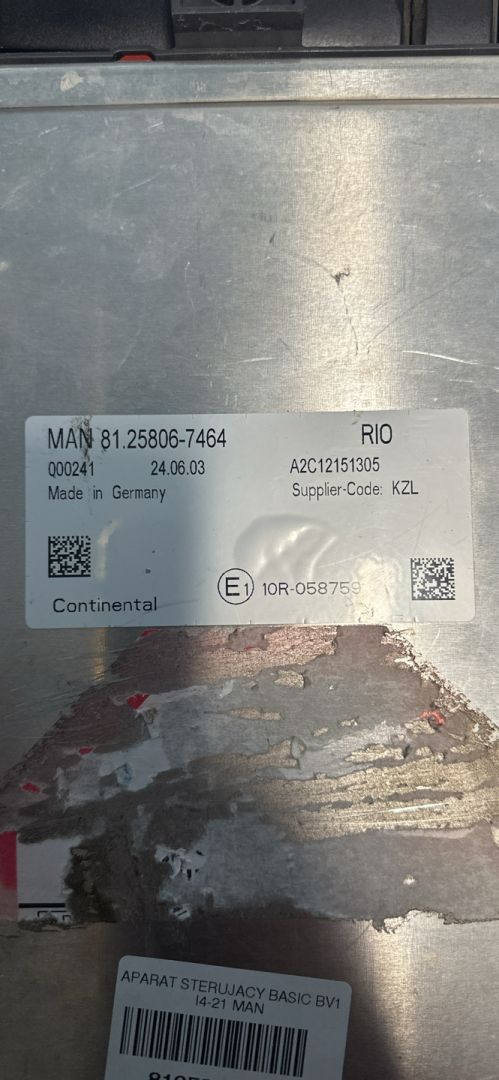 MAN 81.25806-7464 RIO
Q00241 24.06.03 A2C12151305
Made in Germany Supplier-Code: KZL
E1 10R-058759
Continental
APARAT STERUJACY BASIC BV1
I4-21 MAN